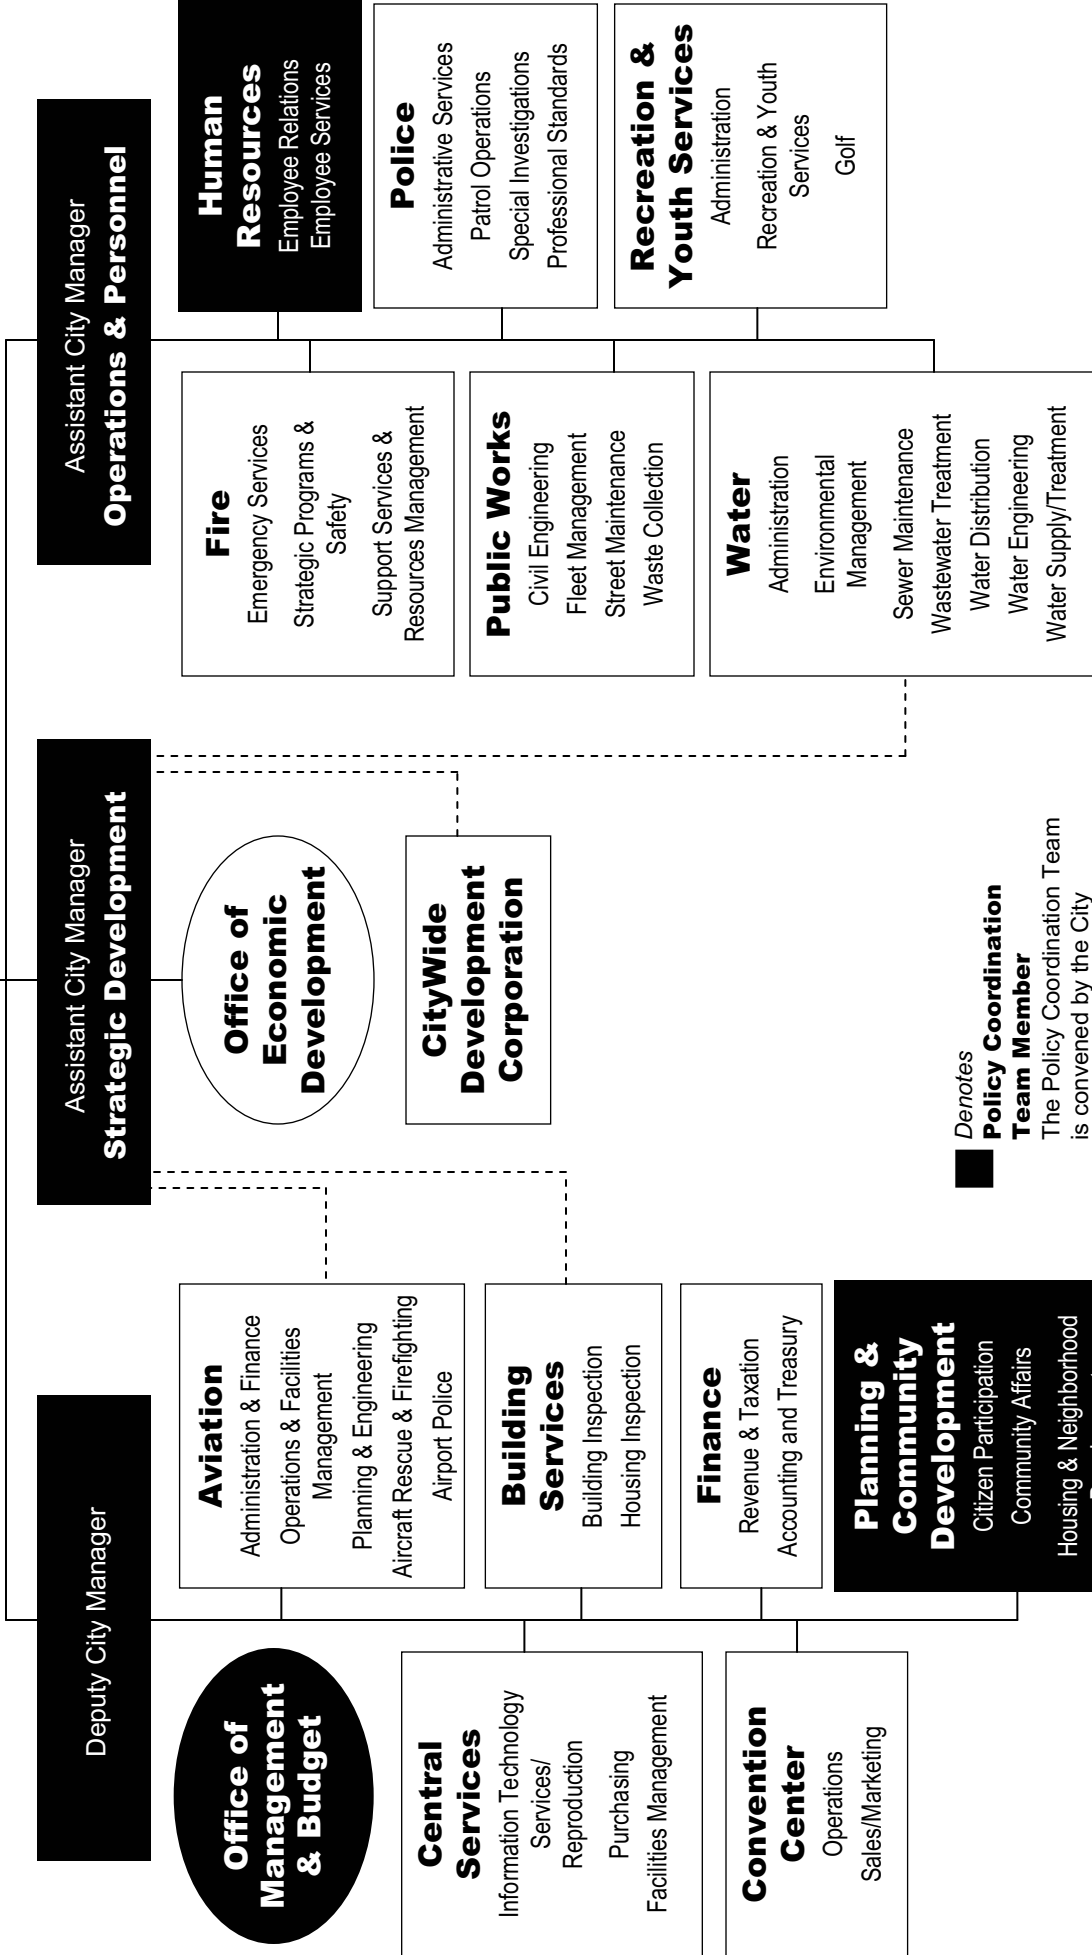 Deputy City Manager
Office of
Management
& Budget
Central
Services
Information Technology
Services/
Reproduction
Purchasing
Facilities Management
Convention
Center
Operations
Sales/Marketing
Aviation
Administration & Finance
Operations & Facilities
Management
Planning & Engineering
Aircraft Rescue & Firefighting
Airport Police
Building
Services
Building Inspection
Housing Inspection
Finance
Revenue & Taxation
Accounting and Treasury
Planning &
Community
Development
Citizen Participation
Community Affairs
Housing & Neighborhood
Assistant City Manager
Strategic Development
Office of
Economic
Development
CityWide
Development
Corporation
Denotes
Policy Coordination
Team Member
The Policy Coordination Team
is convened by the City
Assistant City Manager
Operations & Personnel
Fire
Emergency Services
Strategic Programs &
Safety
Support Services &
Resources Management
Public Works
Civil Engineering
Fleet Management
Street Maintenance
Waste Collection
Water
Administration
Environmental
Management
Sewer Maintenance
Wastewater Treatment
Water Distribution
Water Engineering
Water Supply/Treatment
Human
Resources
Employee Relations
Employee Services
Police
Administrative Services
Patrol Operations
Special Investigations
Professional Standards
Recreation &
Youth Services
Administration
Recreation & Youth
Services
Golf